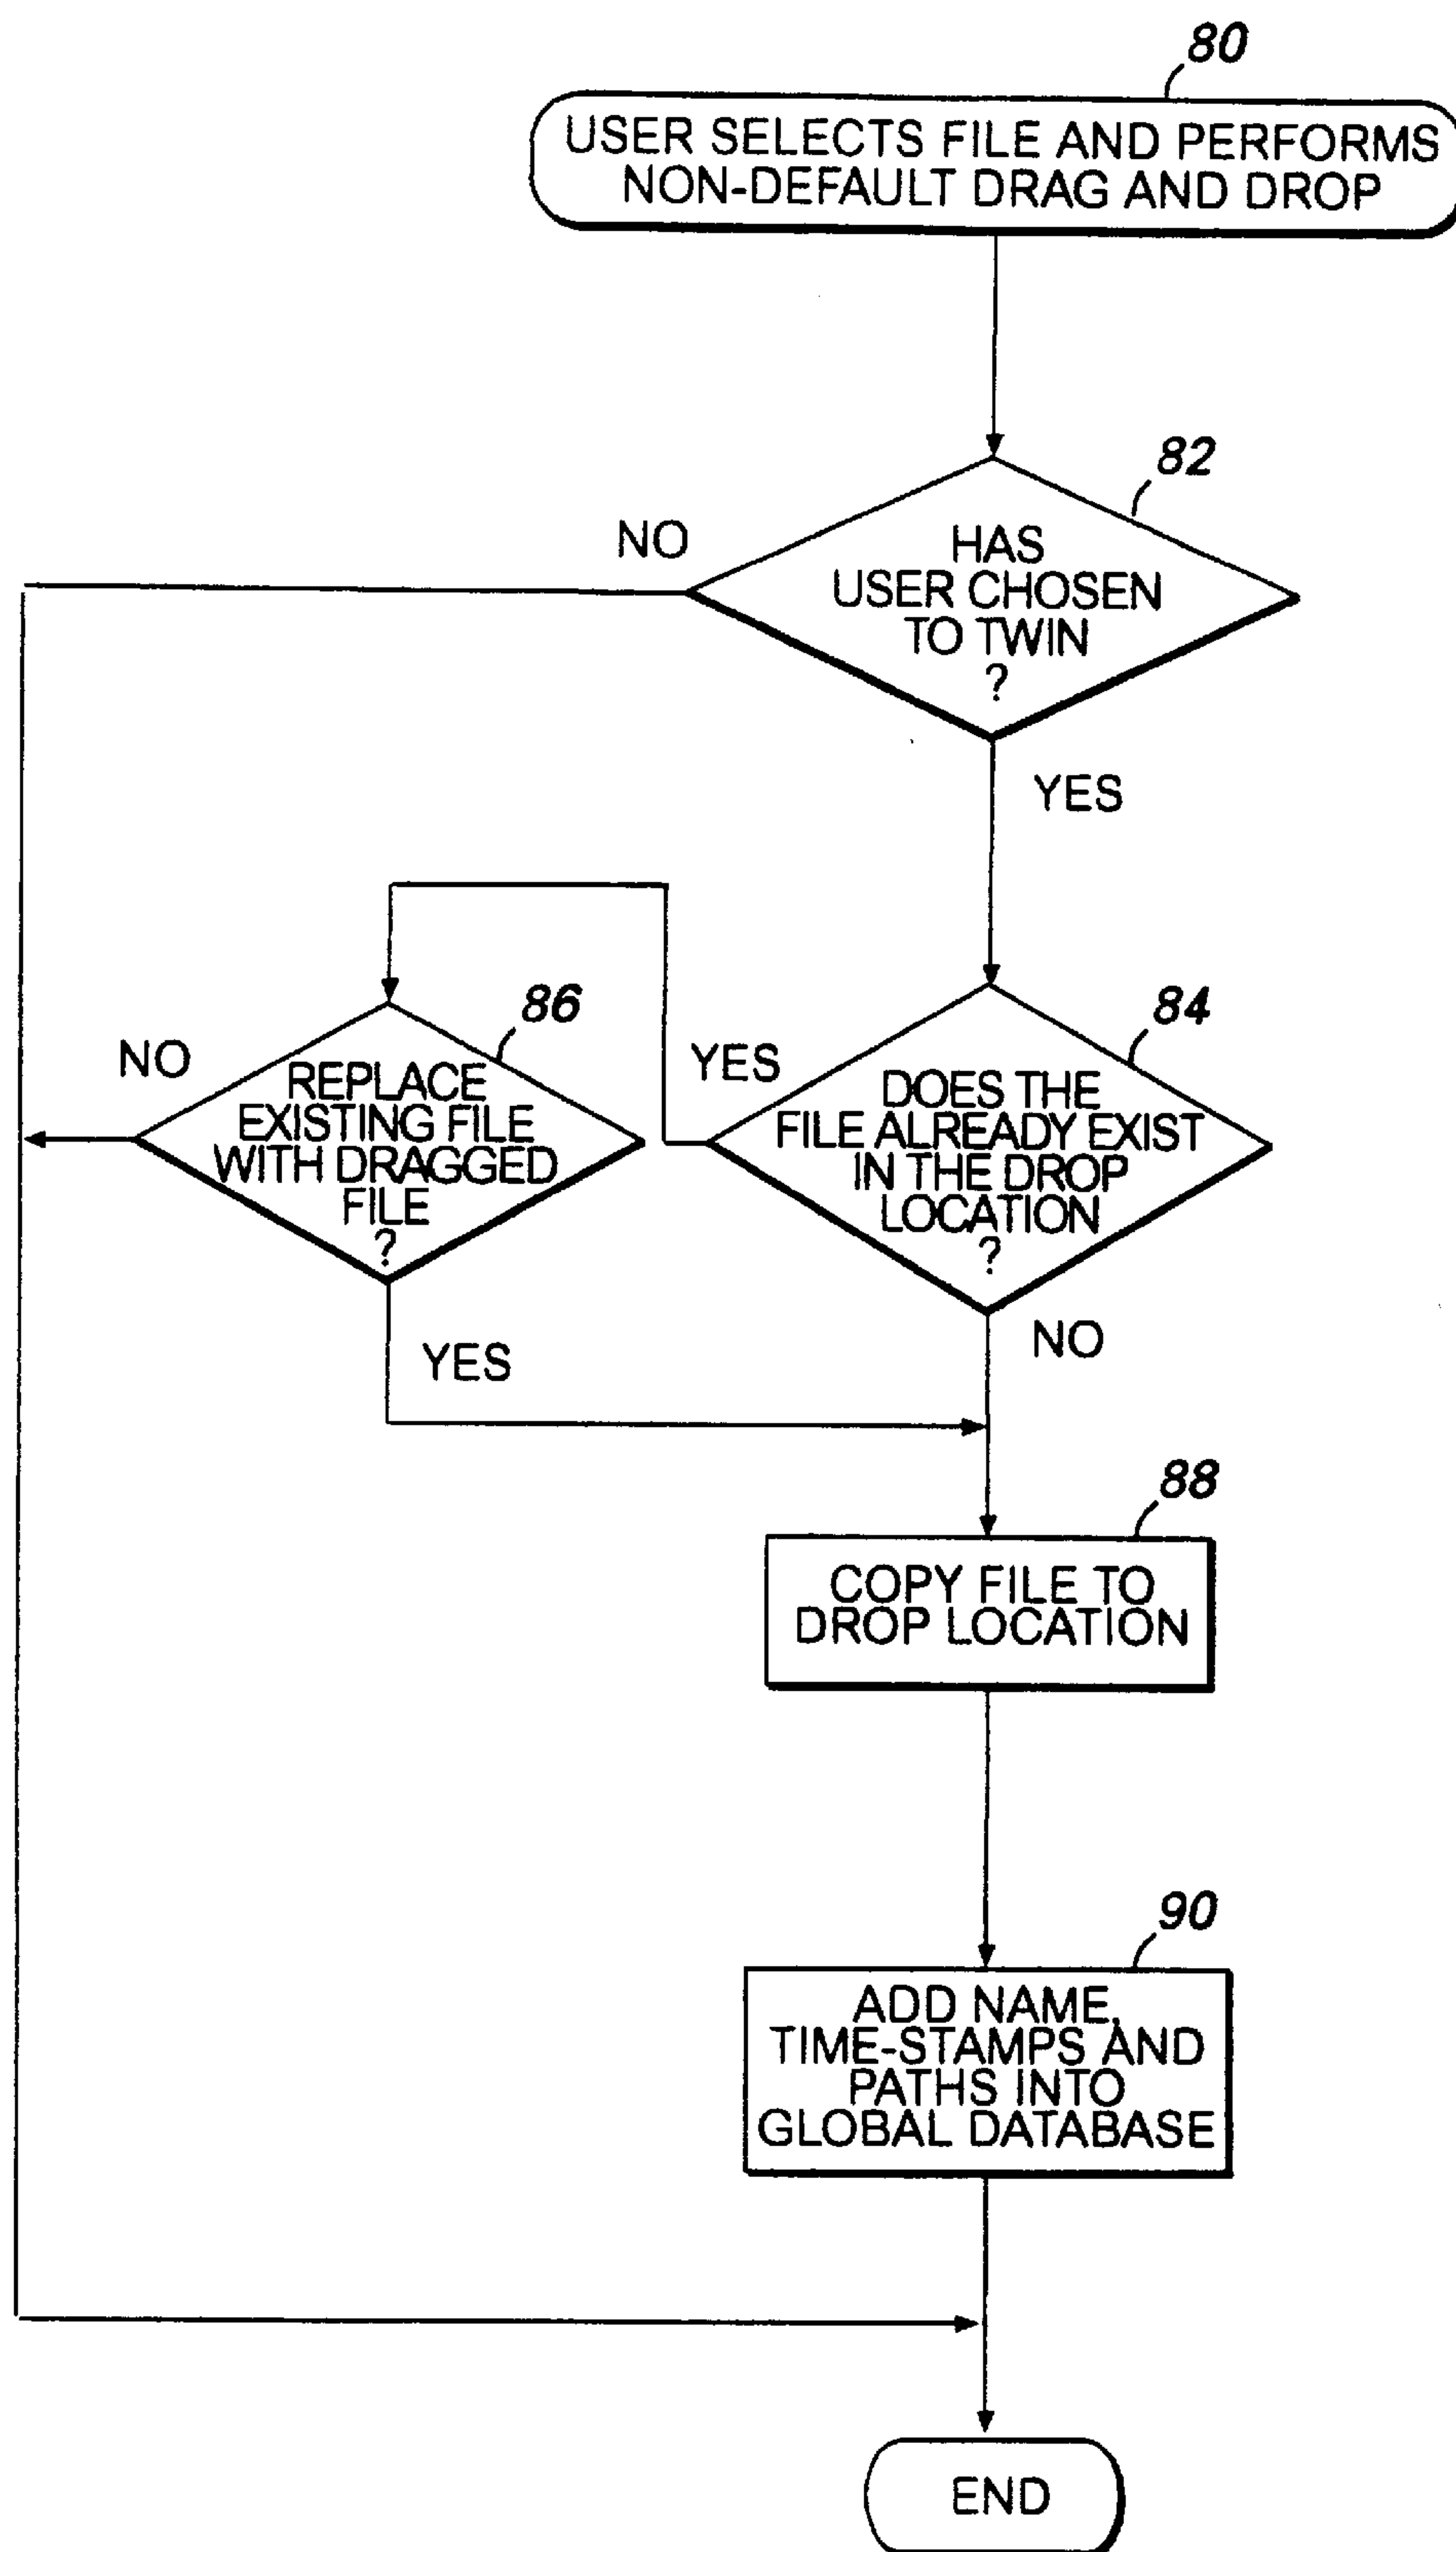 80
USER SELECTS FILE AND PERFORMS
NON-DEFAULT DRAG AND DROP
82
NO
HAS
USER CHOSEN
TO TWIN
?
YES
86
84
NO
REPLACE
EXISTING FILE
WITH DRAGGED
FILE
?
YES
DOES THE
FILE ALREADY EXIST
IN THE DROP
LOCATION
?
YES
NO
88
COPY FILE TO
DROP LOCATION
90
ADD NAME,
TIME-STAMPS AND
PATHS INTO
GLOBAL DATABASE
END